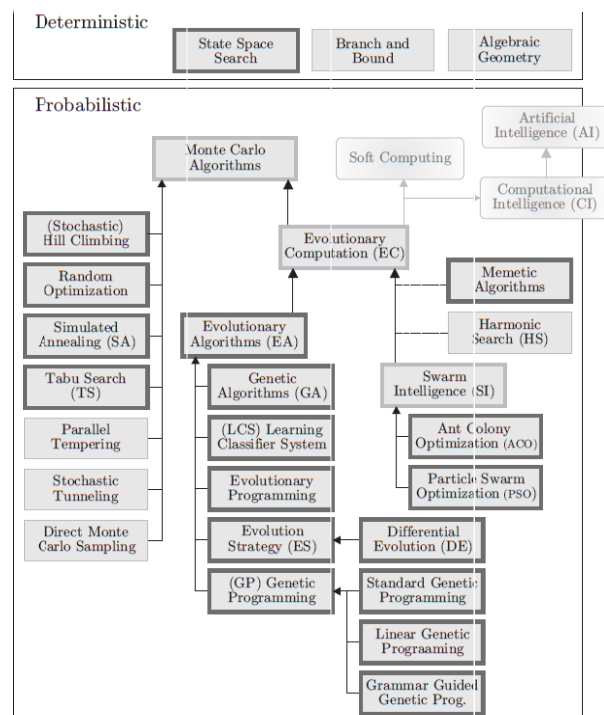 Deterministic
State Space
Search
Branch and
Bound
Algebraic
Geometry
Probabilistic
Artificial
Intelligence (AI)
Monte Carlo
Algorithms
Soft Computing
Computational
Intelligence (CI)
(Stochastic)
Hill Climbing
Evolutionary
Computation (EC)
Random
Optimization
Memetic
Algorithms
Simulated
Annealing (SA)
Evolutionary
Algorithms (EA)
Harmonic
Search (HS)
Tabu Search
(TS)
Genetic
Algorithms (GA)
Swarm
Intelligence (SI)
Parallel
Tempering
(LCS) Learning
Classifier System
Ant Colony
Optimization (ACO)
Stochastic
Tunneling
Evolutionary
Programming
Particle Swarm
Optimization (PSO)
Direct Monte
Carlo Sampling
Evolution
Strategy (ES)
Differential
Evolution (DE)
(GP) Genetic
Programming
Standard Genetic
Programming
Linear Genetic
Prograaming
Grammar Guided
Genetic Prog.